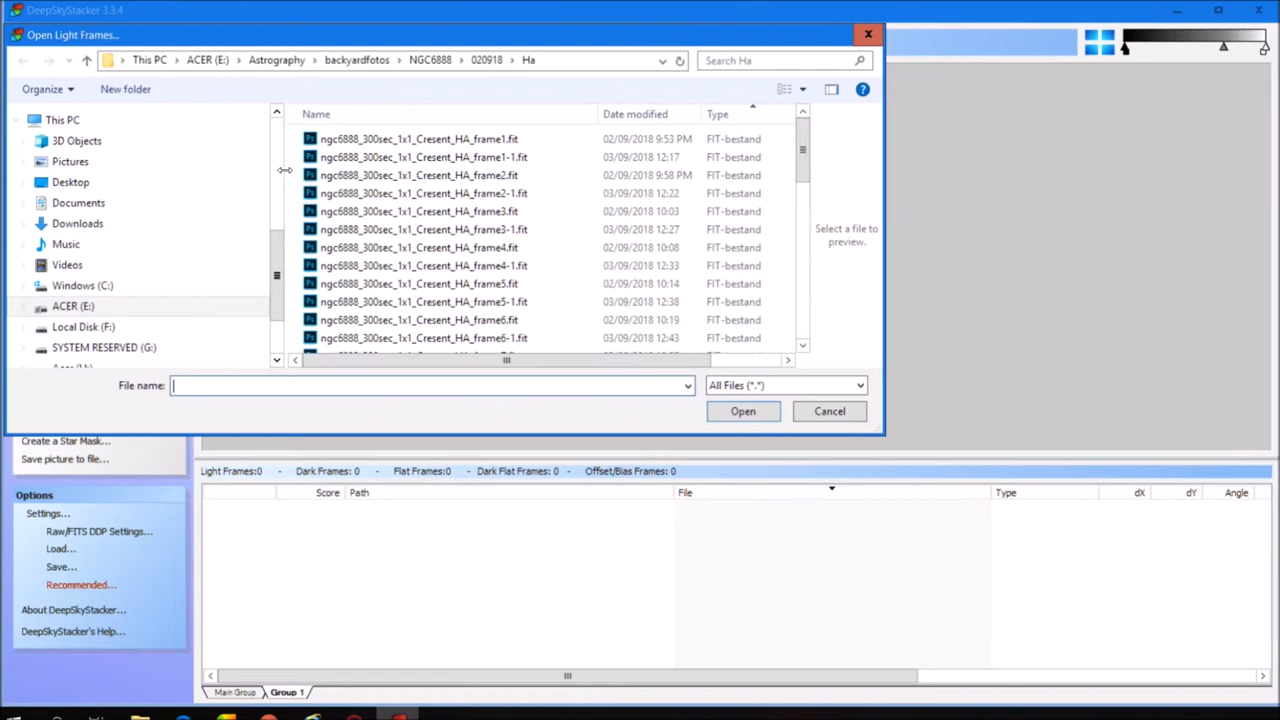 DeepSkyStacker 3.3.4
Open Light Frames...
This PC > ACER (E:) > Astrography > backyardfotos > NGC6888 > 020918 > Ha
Search Ha
Organize
New folder
Name Date modified Type
This PC
3D Objects
Pictures
Desktop
Documents
Downloads
Music
Videos
Windows (C:)
ACER (E:)
Local Disk (F:)
SYSTEM RESERVED (G:)
ngc6888_300sec_1x1_Cresent_HA_frame1.fit 02/09/2018 9:53 PM FIT-bestand
ngc6888_300sec_1x1_Cresent_HA_frame1-1.fit 03/09/2018 12:17 FIT-bestand
ngc6888_300sec_1x1_Cresent_HA_frame2.fit 02/09/2018 9:58 PM FIT-bestand
ngc6888_300sec_1x1_Cresent_HA_frame2-1.fit 03/09/2018 12:22 FIT-bestand
ngc6888_300sec_1x1_Cresent_HA_frame3.fit 02/09/2018 10:03 FIT-bestand
ngc6888_300sec_1x1_Cresent_HA_frame3-1.fit 03/09/2018 12:27 FIT-bestand
ngc6888_300sec_1x1_Cresent_HA_frame4.fit 02/09/2018 10:08 FIT-bestand
ngc6888_300sec_1x1_Cresent_HA_frame4-1.fit 03/09/2018 12:33 FIT-bestand
ngc6888_300sec_1x1_Cresent_HA_frame5.fit 02/09/2018 10:14 FIT-bestand
ngc6888_300sec_1x1_Cresent_HA_frame5-1.fit 03/09/2018 12:38 FIT-bestand
ngc6888_300sec_1x1_Cresent_HA_frame6.fit 02/09/2018 10:19 FIT-bestand
ngc6888_300sec_1x1_Cresent_HA_frame6-1.fit 03/09/2018 12:43 FIT-bestand
Select a file to
preview.
File name:
All Files (*.*)
Open
Cancel
Create a Star Mask...
Save picture to file...
Options
Settings...
Raw/FITS DDP Settings...
Load...
Save...
Recommended...
About DeepSkyStacker...
DeepSkyStacker's Help...
Light Frames:0 - Dark Frames: 0 - Flat Frames:0 - Dark Flat Frames: 0 - Offset/Bias Frames: 0
Score Path File Type dX dY Angle
Main Group Group 1